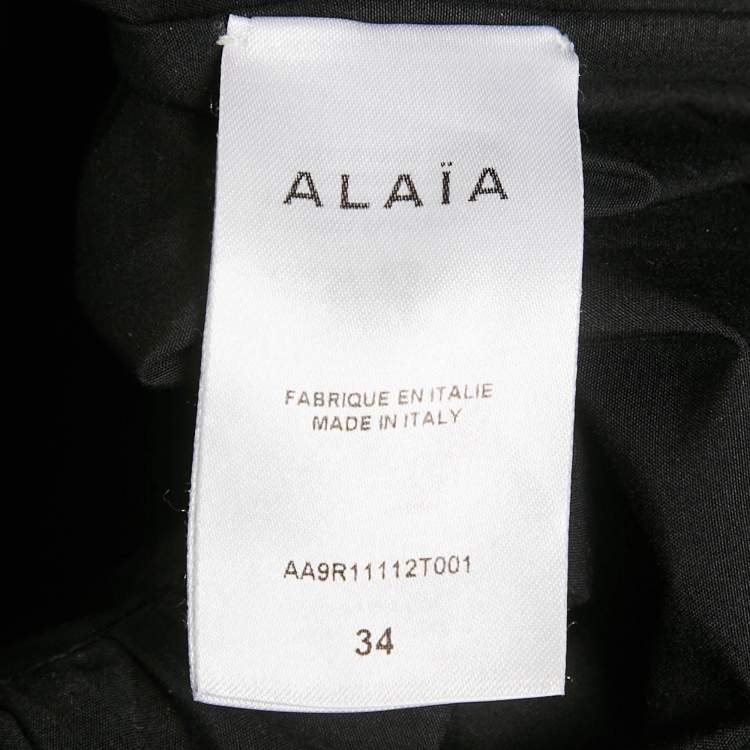 ALAÏA
FABRIQUE EN ITALIE
MADE IN ITALY
AA9R11112T001
34